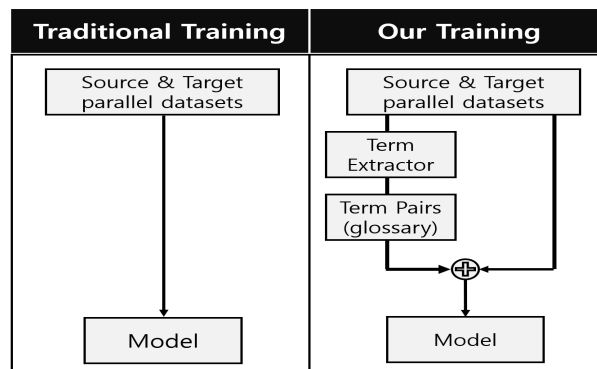 Traditional Training
Our Training
Source & Target
parallel datasets
Model
Source & Target
parallel datasets
Term
Extractor
Term Pairs
(glossary)
Model